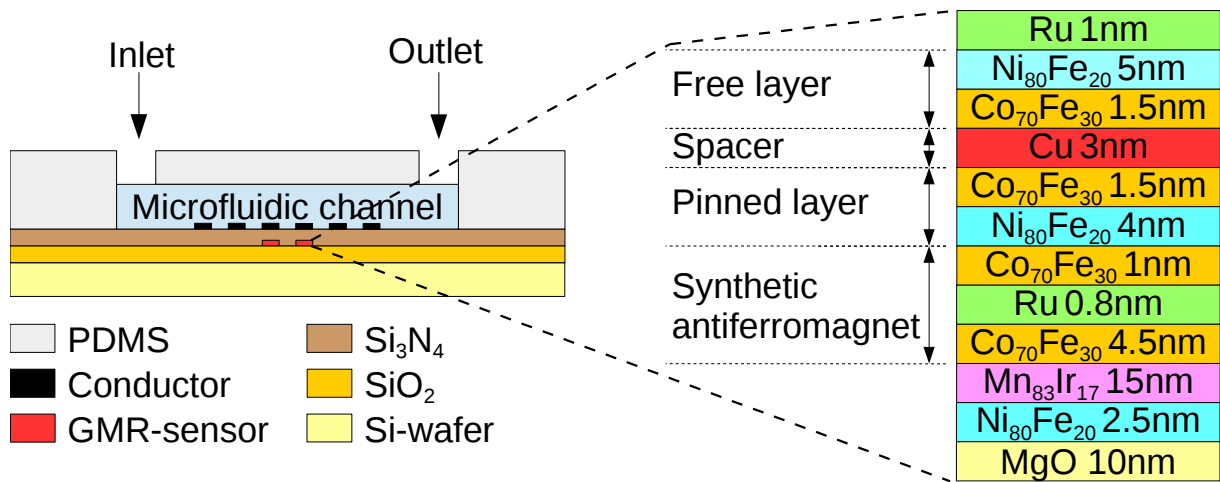 Inlet
Outlet
Microfluidic channel
PDMS
Conductor
GMR-sensor
Si₃N₄
SiO₂
Si-wafer
Free layer
Spacer
Pinned layer
Synthetic
antiferromagnet
Ru 1nm
Ni₈₀Fe₂₀ 5nm
Co₇₀Fe₃₀ 1.5nm
Cu 3nm
Co₇₀Fe₃₀ 1.5nm
Ni₈₀Fe₂₀ 4nm
Co₇₀Fe₃₀ 1nm
Ru 0.8nm
Co₇₀Fe₃₀ 4.5nm
Mn₈₃Ir₁₇ 15nm
Ni₈₀Fe₂₀ 2.5nm
MgO 10nm